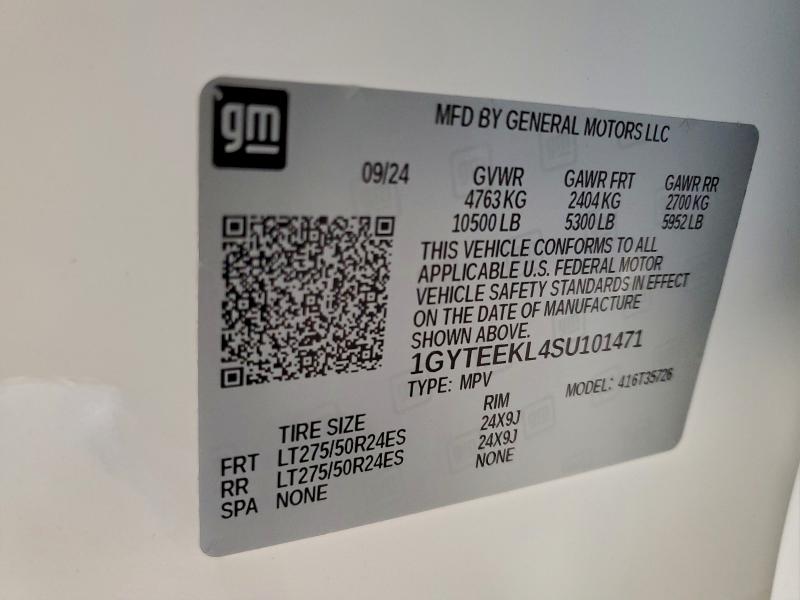 gm
MFD BY GENERAL MOTORS LLC
09/24 GVWR GAWR FRT GAWR RR
4763 KG 2404 KG 2700 KG
10500 LB 5300 LB 5952 LB
THIS VEHICLE CONFORMS TO ALL
APPLICABLE U.S. FEDERAL MOTOR
VEHICLE SAFETY STANDARDS IN EFFECT
ON THE DATE OF MANUFACTURE
SHOWN ABOVE.
1GYTEEKL4SU101471
TYPE: MPV MODEL: 416T35726
TIRE SIZE RIM
FRT LT275/50R24ES 24X9J
RR LT275/50R24ES 24X9J
SPA NONE NONE